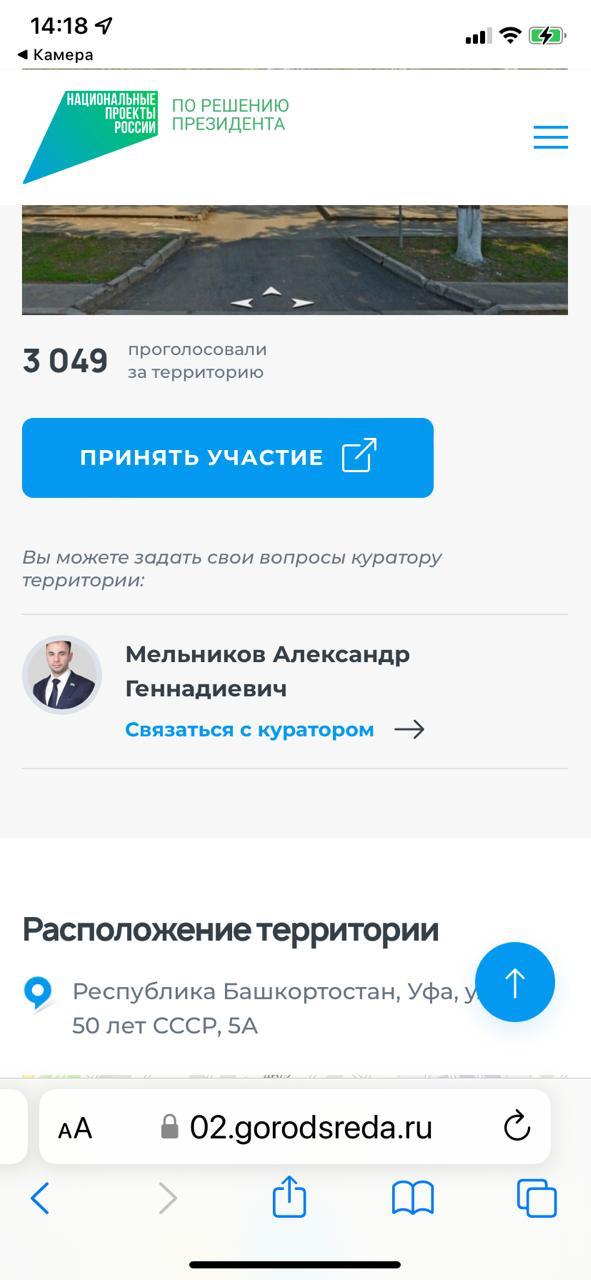 14:18
Камера
НАЦИОНАЛЬНЫЕ
ПРОЕКТЫ
РОССИИ
ПО РЕШЕНИЮ
ПРЕЗИДЕНТА
3 049
проголосовали
за территорию
ПРИНЯТЬ УЧАСТИЕ
Вы можете задать свои вопросы куратору
территории:
Мельников Александр
Геннадиевич
Связаться с куратором
Расположение территории
Республика Башкортостан, Уфа,
50 лет СССР, 5А
AA
02.gorodsreda.ru